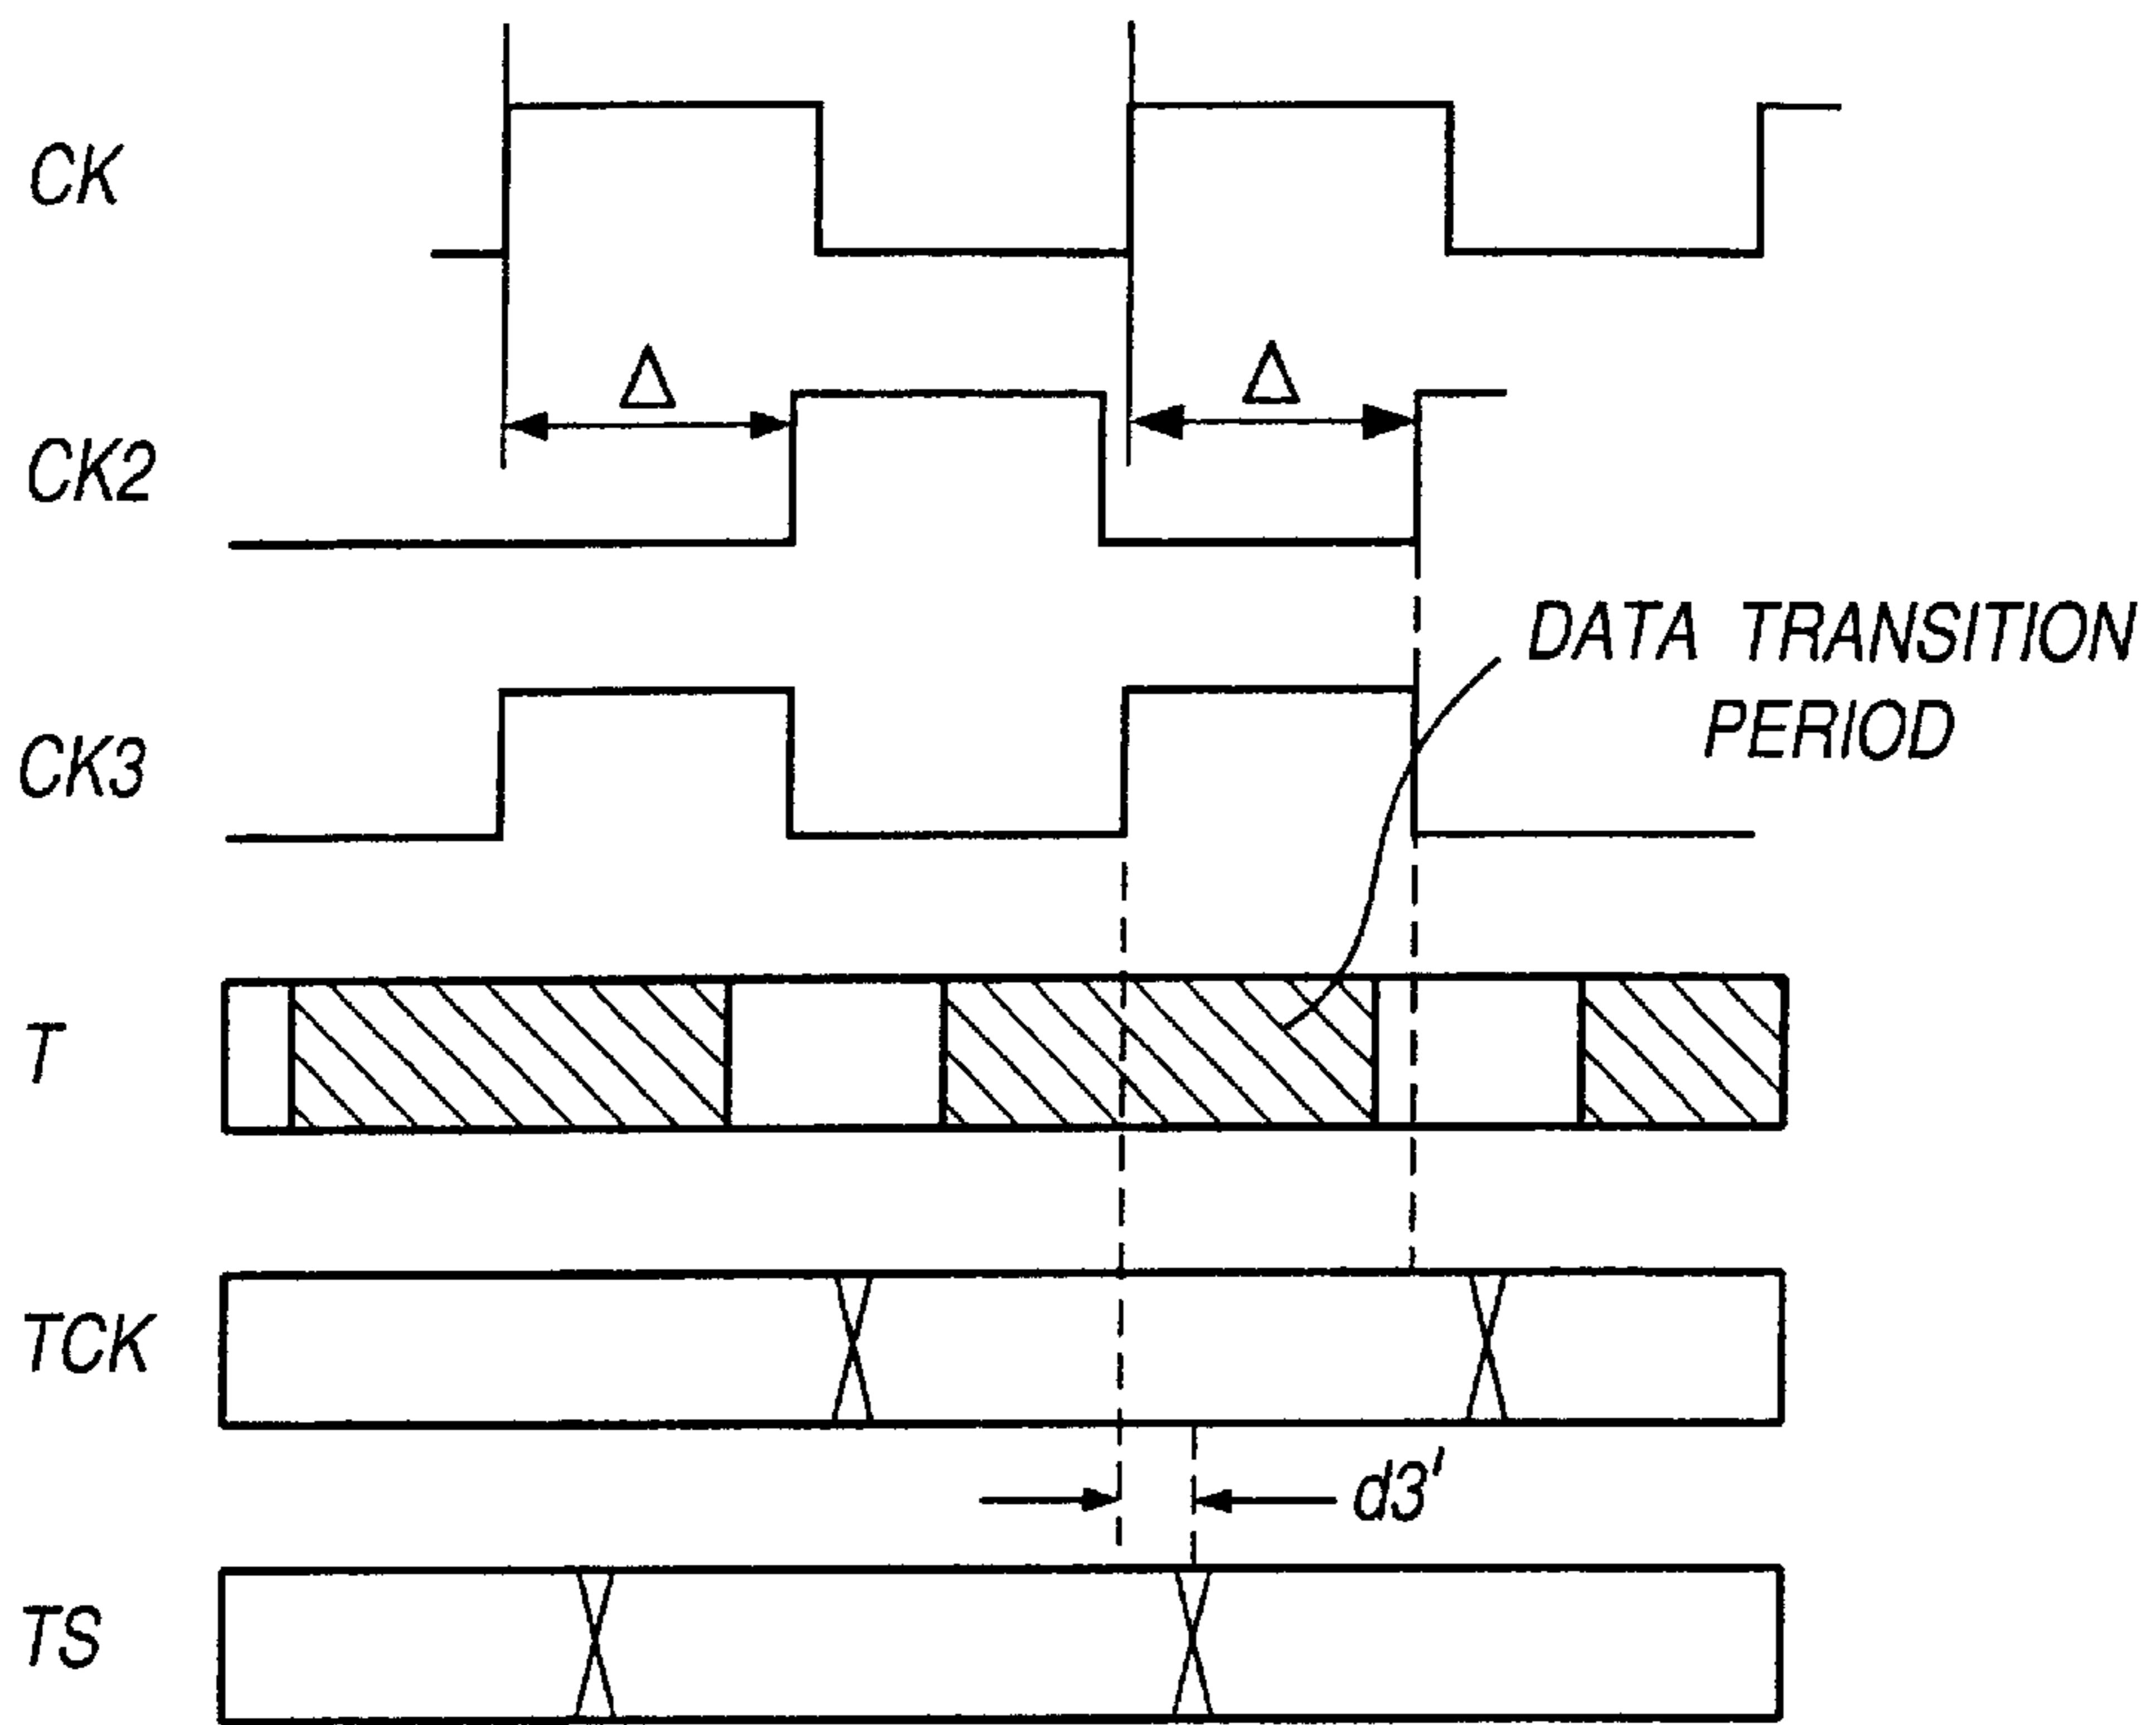 CK
Δ
Δ
CK2
DATA TRANSITION
PERIOD
CK3
T
TCK
d3'
TS